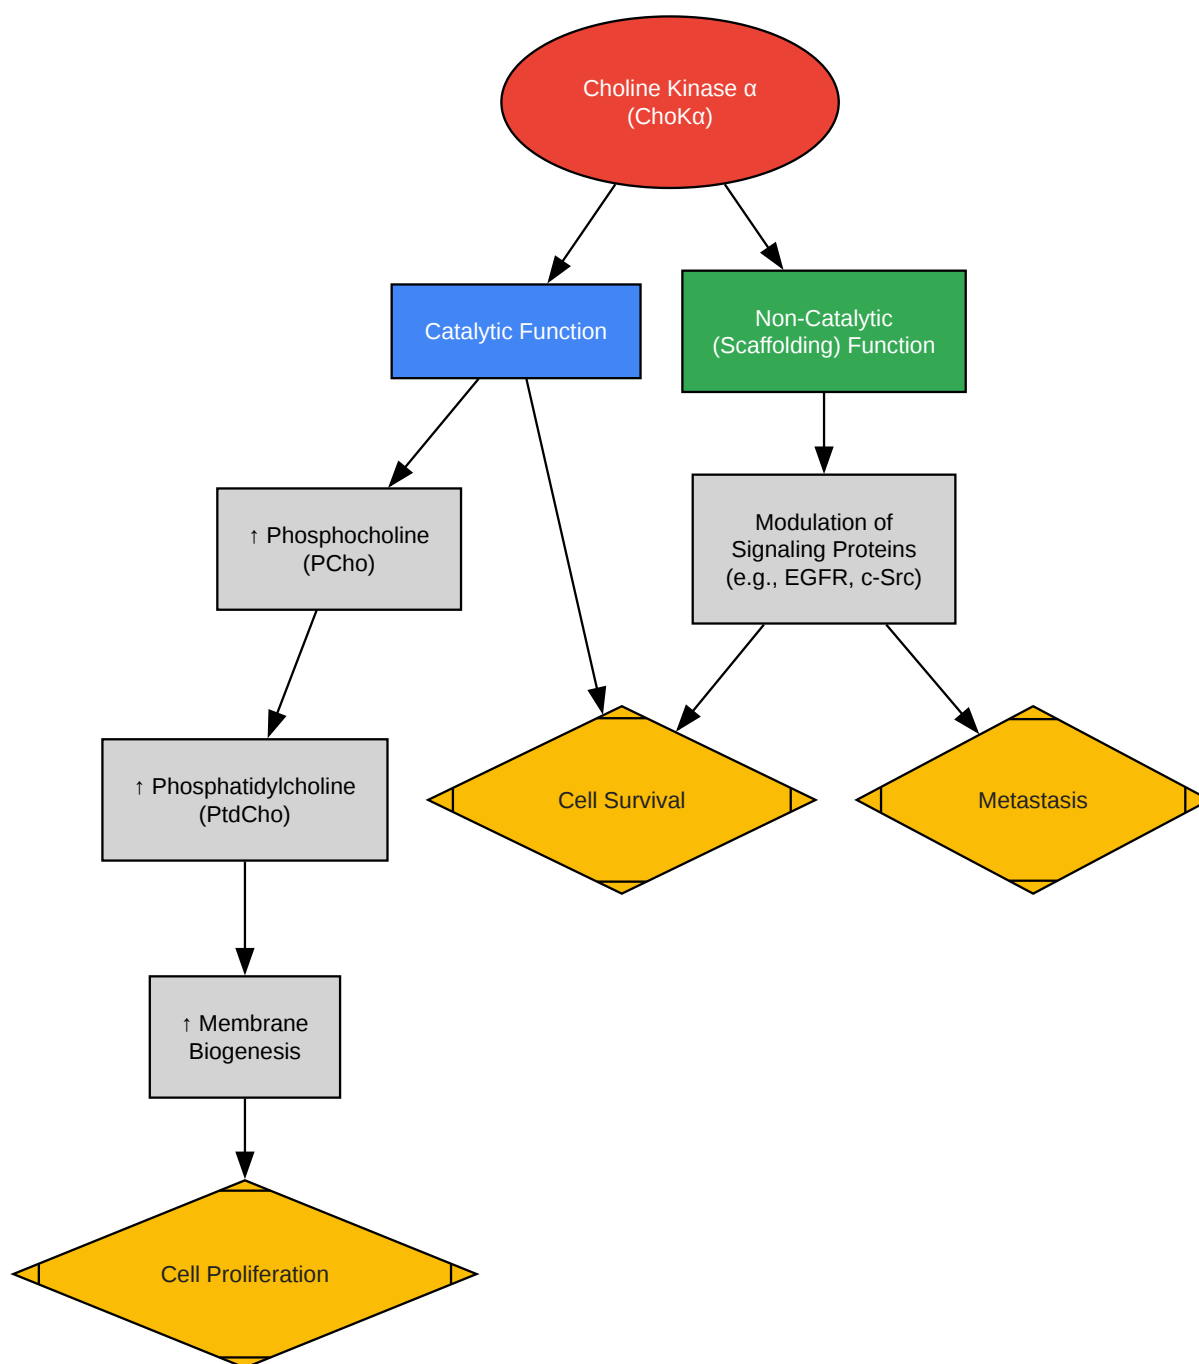 Choline Kinase α
(ChoKα)
Catalytic Function
Non-Catalytic
(Scaffolding) Function
↑ Phosphocholine
(PCho)
Modulation of
Signaling Proteins
(e.g., EGFR, c-Src)
↑ Phosphatidylcholine
(PtdCho)
Cell Survival
Metastasis
↑ Membrane
Biogenesis
Cell Proliferation